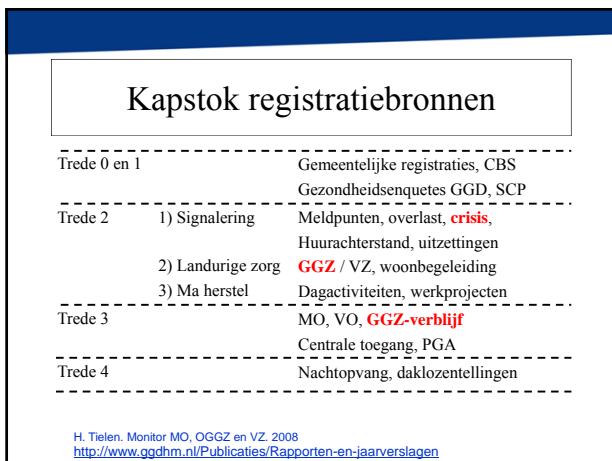 Kapstok registratiebronnen
Trede 0 en 1 Gemeentelijke registraties, CBS
Gezondheidsenquetes GGD, SCP
Trede 2 1) Signalering Meldpunten, overlast, crisis,
Huurachterstand, uitzettingen
2) Landurige zorg GGZ / VZ, woonbegeleiding
3) Ma herstel Dagactiviteiten, werkprojecten
Trede 3 MO, VO, GGZ-verblijf
Centrale toegang, PGA
Trede 4 Nachtopvang, daklozentellingen
H. Tielen. Monitor MO, OGGZ en VZ. 2008
http://www.ggdhm.nl/Publicaties/Rapporten-en-jaarverslagen